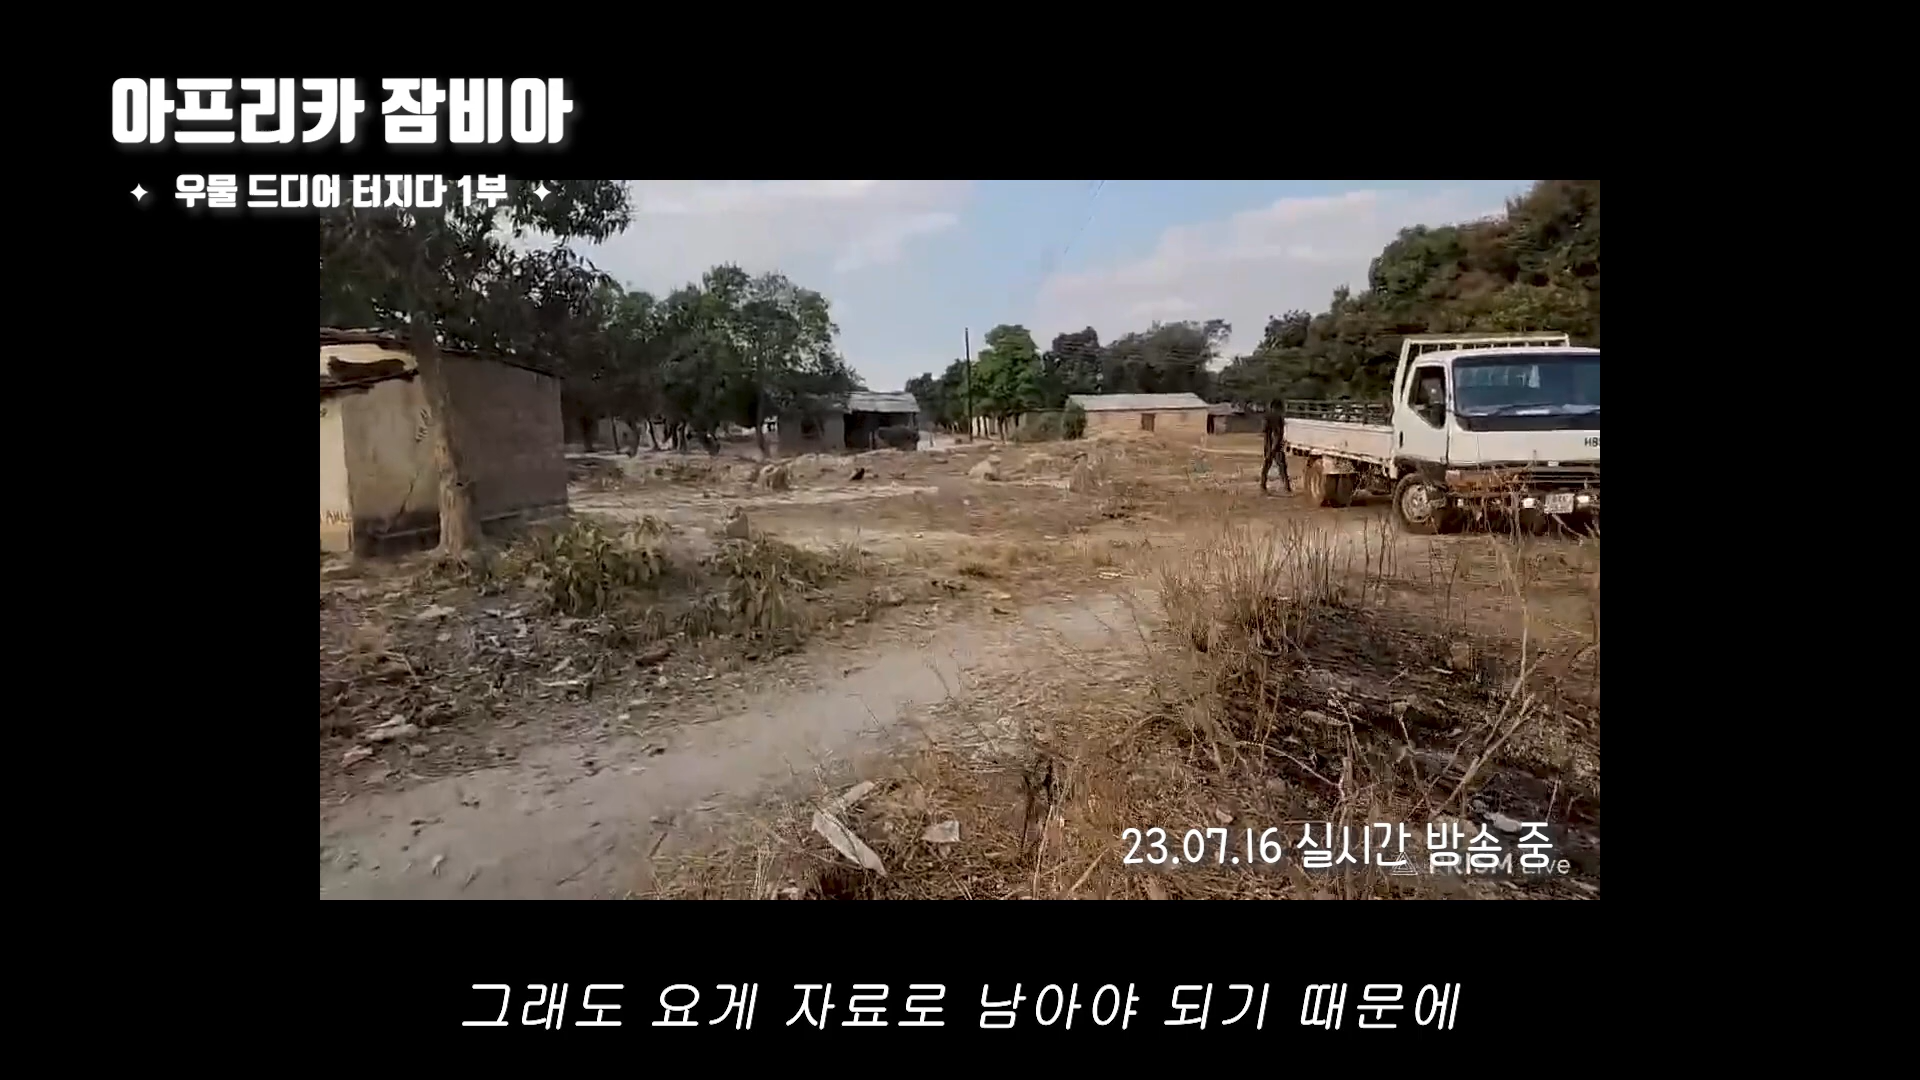 아프리카 잠비아
✦ 우물 드디어 터지다 1부 ✦
23.07.16 실시간 방송 중
PRISM Live
그래도 요게 자료로 남아야 되기 때문에